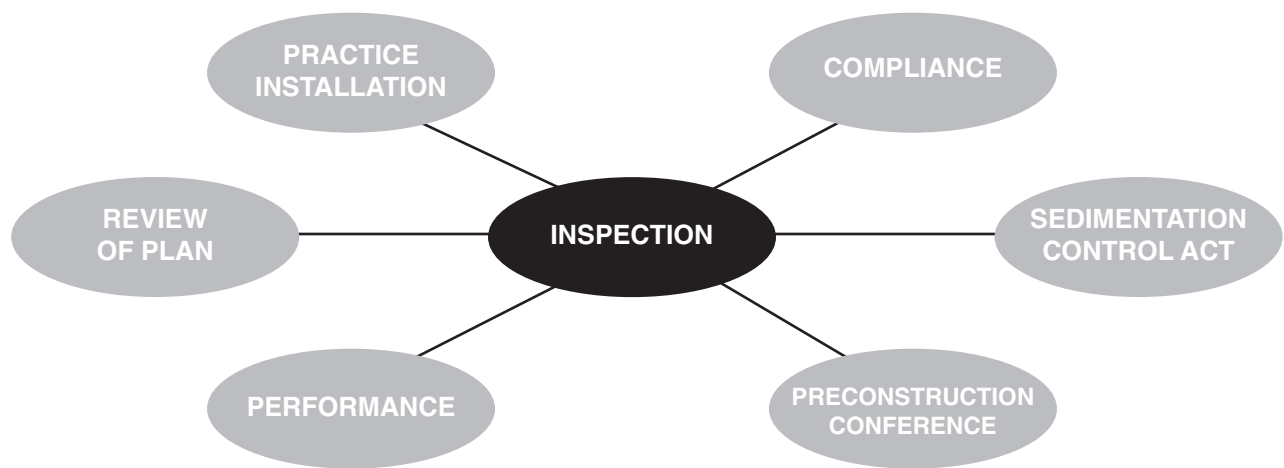 PRACTICE
INSTALLATION
COMPLIANCE
REVIEW
OF PLAN
INSPECTION
SEDIMENTATION
CONTROL ACT
PERFORMANCE
PRECONSTRUCTION
CONFERENCE